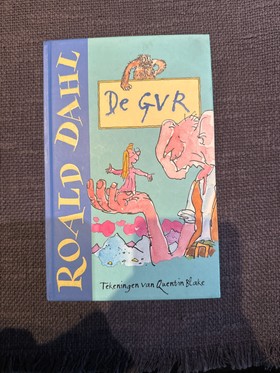 ROALD DAHL
De GVR
Tekeningen van Quentin Blake